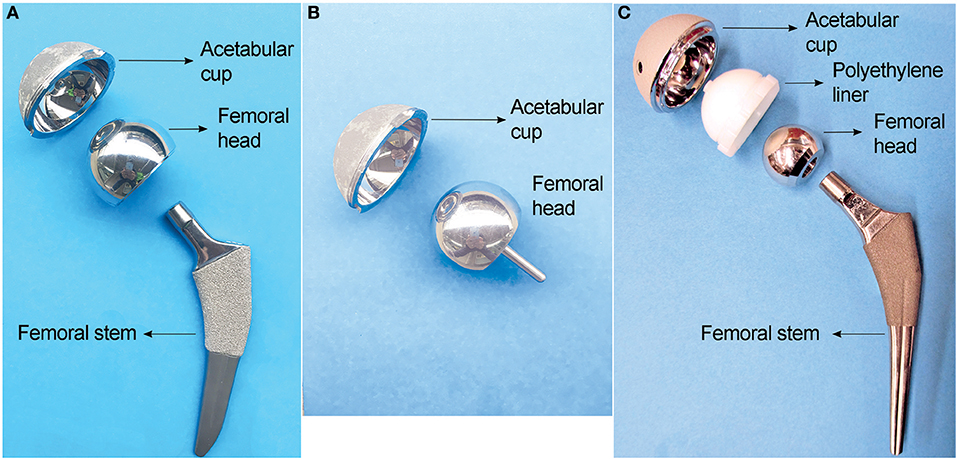 A
Acetabular
cup
Femoral
head
Femoral stem
B
Acetabular
cup
Femoral
head
C
Acetabular
cup
Polyethylene
liner
Femoral
head
Femoral stem